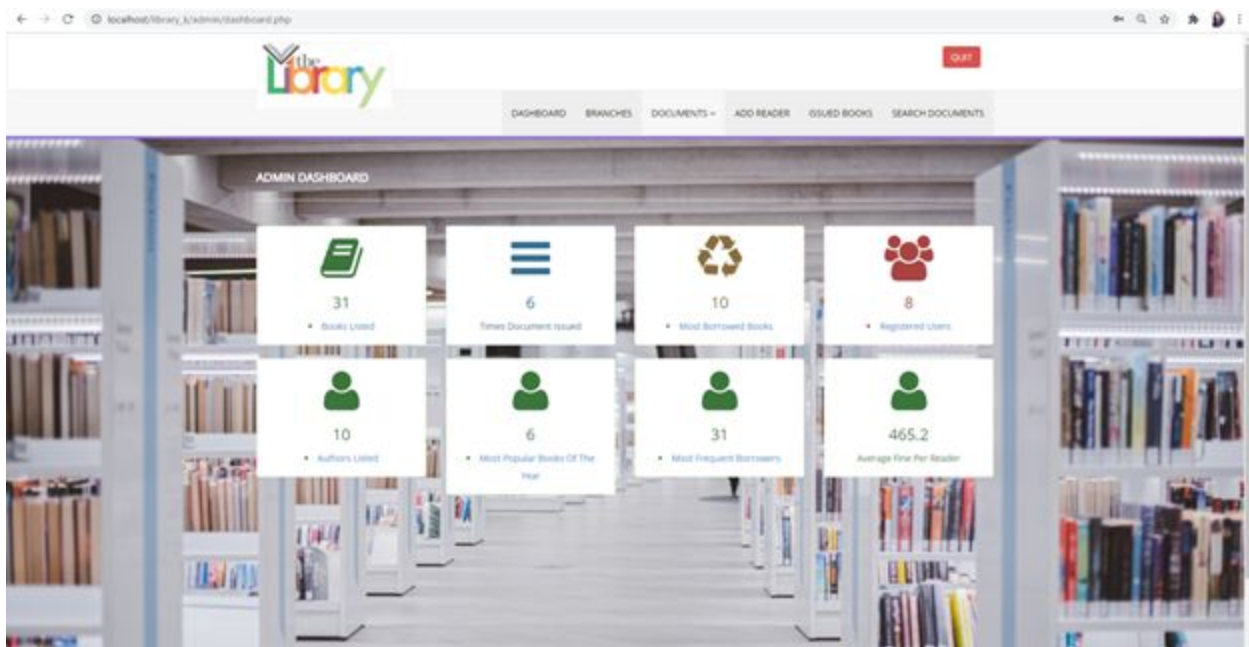 localhost/library_k/admin/dashboard.php
the
Library
QUIT
DASHBOARD BRANCHES DOCUMENTS ADD READER ISSUED BOOKS SEARCH DOCUMENTS
ADMIN DASHBOARD
31
Books Listed
6
Times Document Issued
10
Most Borrowed Books
8
Registered Users
10
Authors Listed
6
Most Popular Books Of The
Year
31
Most Frequent Borrowers
465.2
Average Fine Per Reader